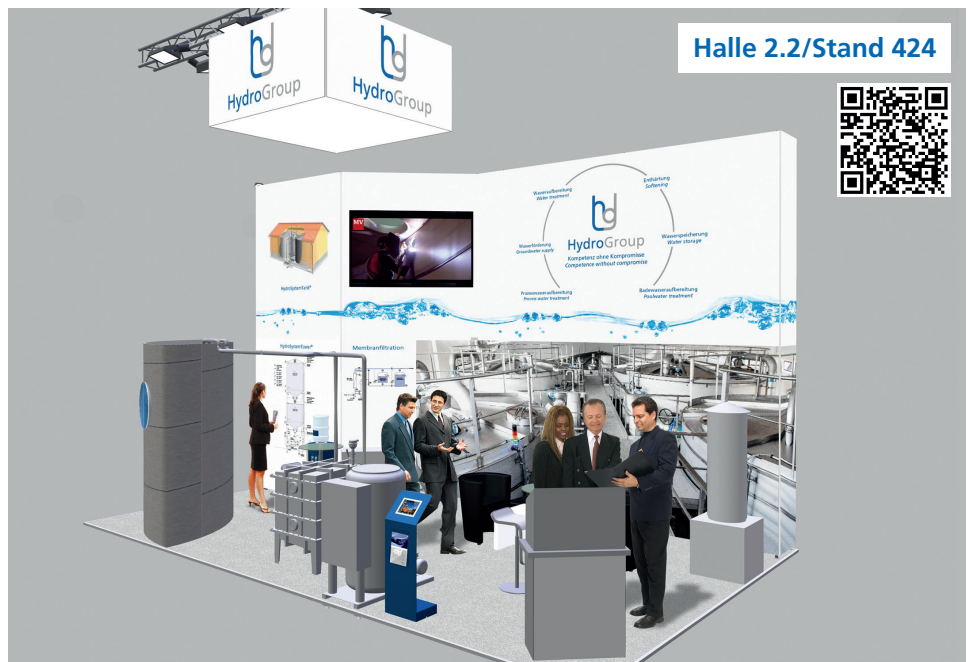 Halle 2.2/Stand 424
HydroGroup
HydroGroup
MV
Wasseraufbereitung
Water treatment
Enthärtung
Softening
Wasserförderung
Groundwater supply
HydroGroup
Kompetenz ohne Kompromisse
Competence without compromise
Wasserspeicherung
Water storage
Prozesswasseraufbereitung
Process water treatment
Badewasseraufbereitung
Poolwater treatment
Membranfiltration